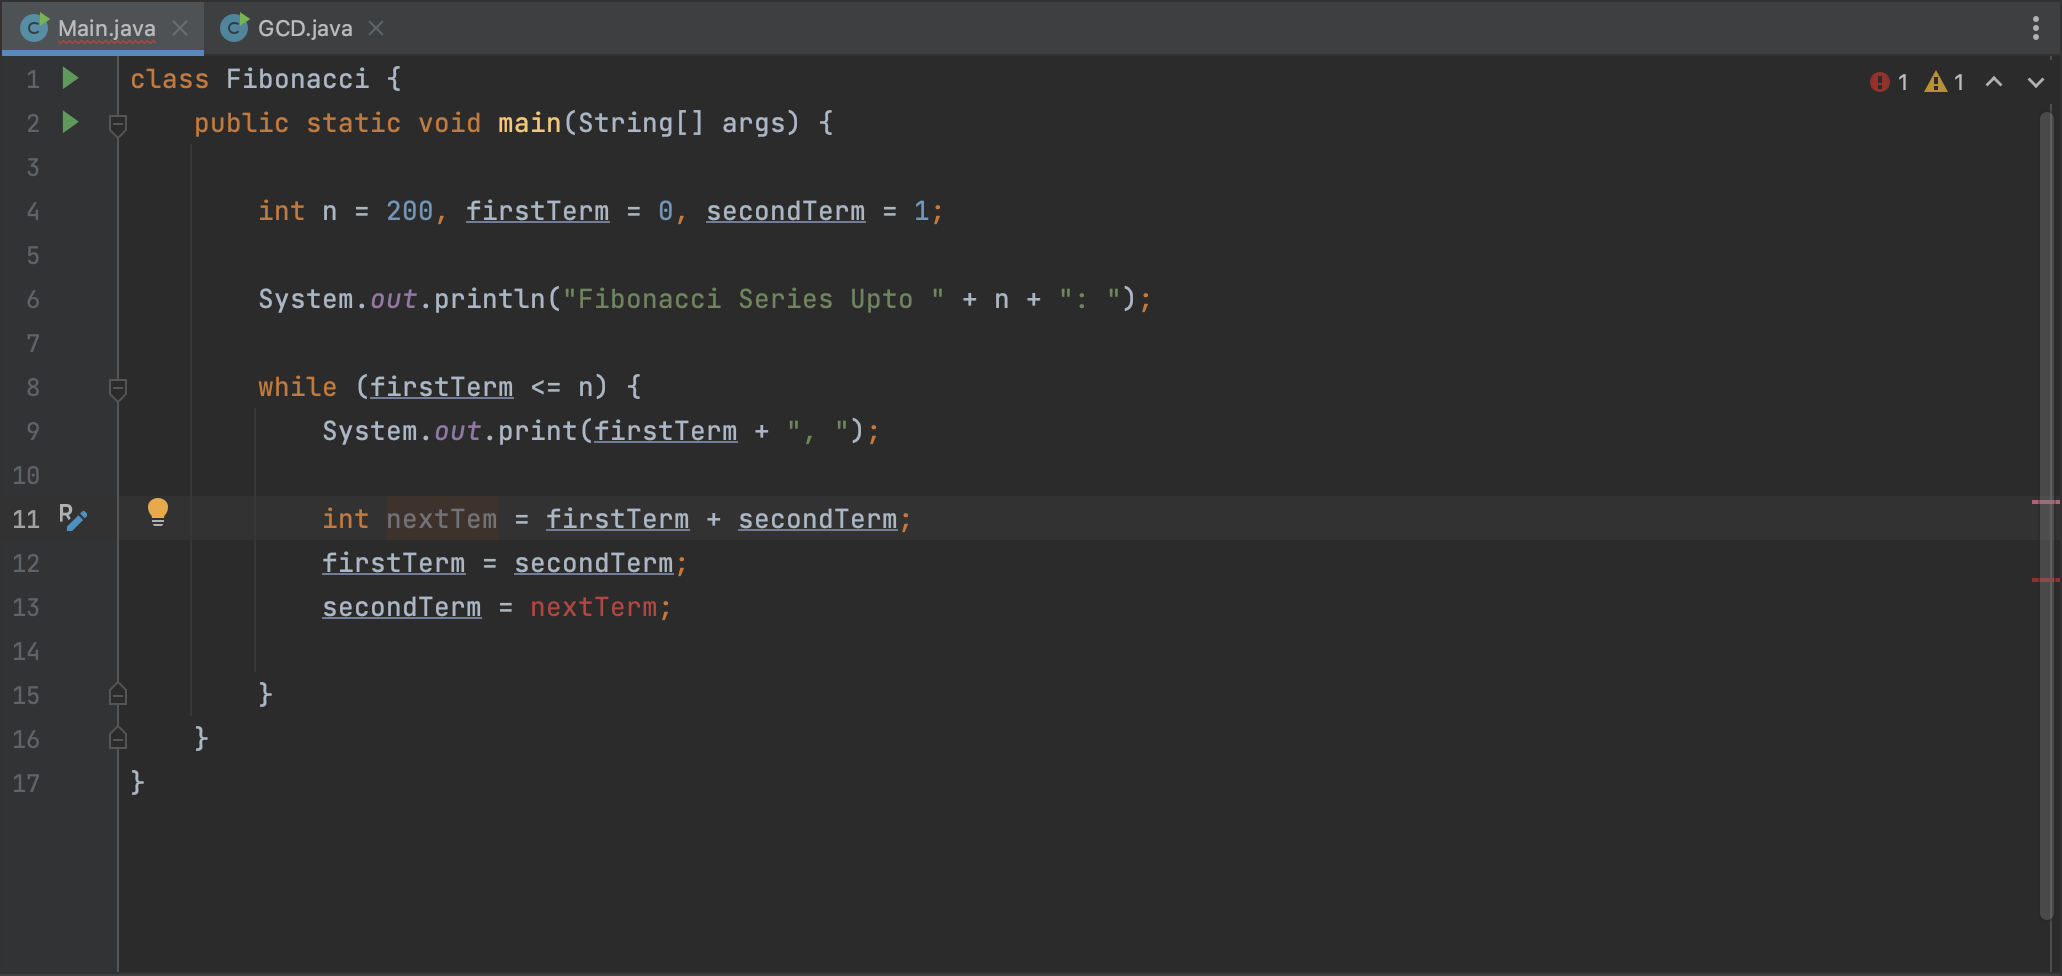 Main.java GCD.java
1 class Fibonacci { 1 1
2 public static void main(String[] args) {
3
4 int n = 200, firstTerm = 0, secondTerm = 1;
5
6 System.out.println("Fibonacci Series Upto " + n + ": ");
7
8 while (firstTerm <= n) {
9 System.out.print(firstTerm + ", ");
10
11 int nextTem = firstTerm + secondTerm;
12 firstTerm = secondTerm;
13 secondTerm = nextTerm;
14
15 }
16 }
17 }